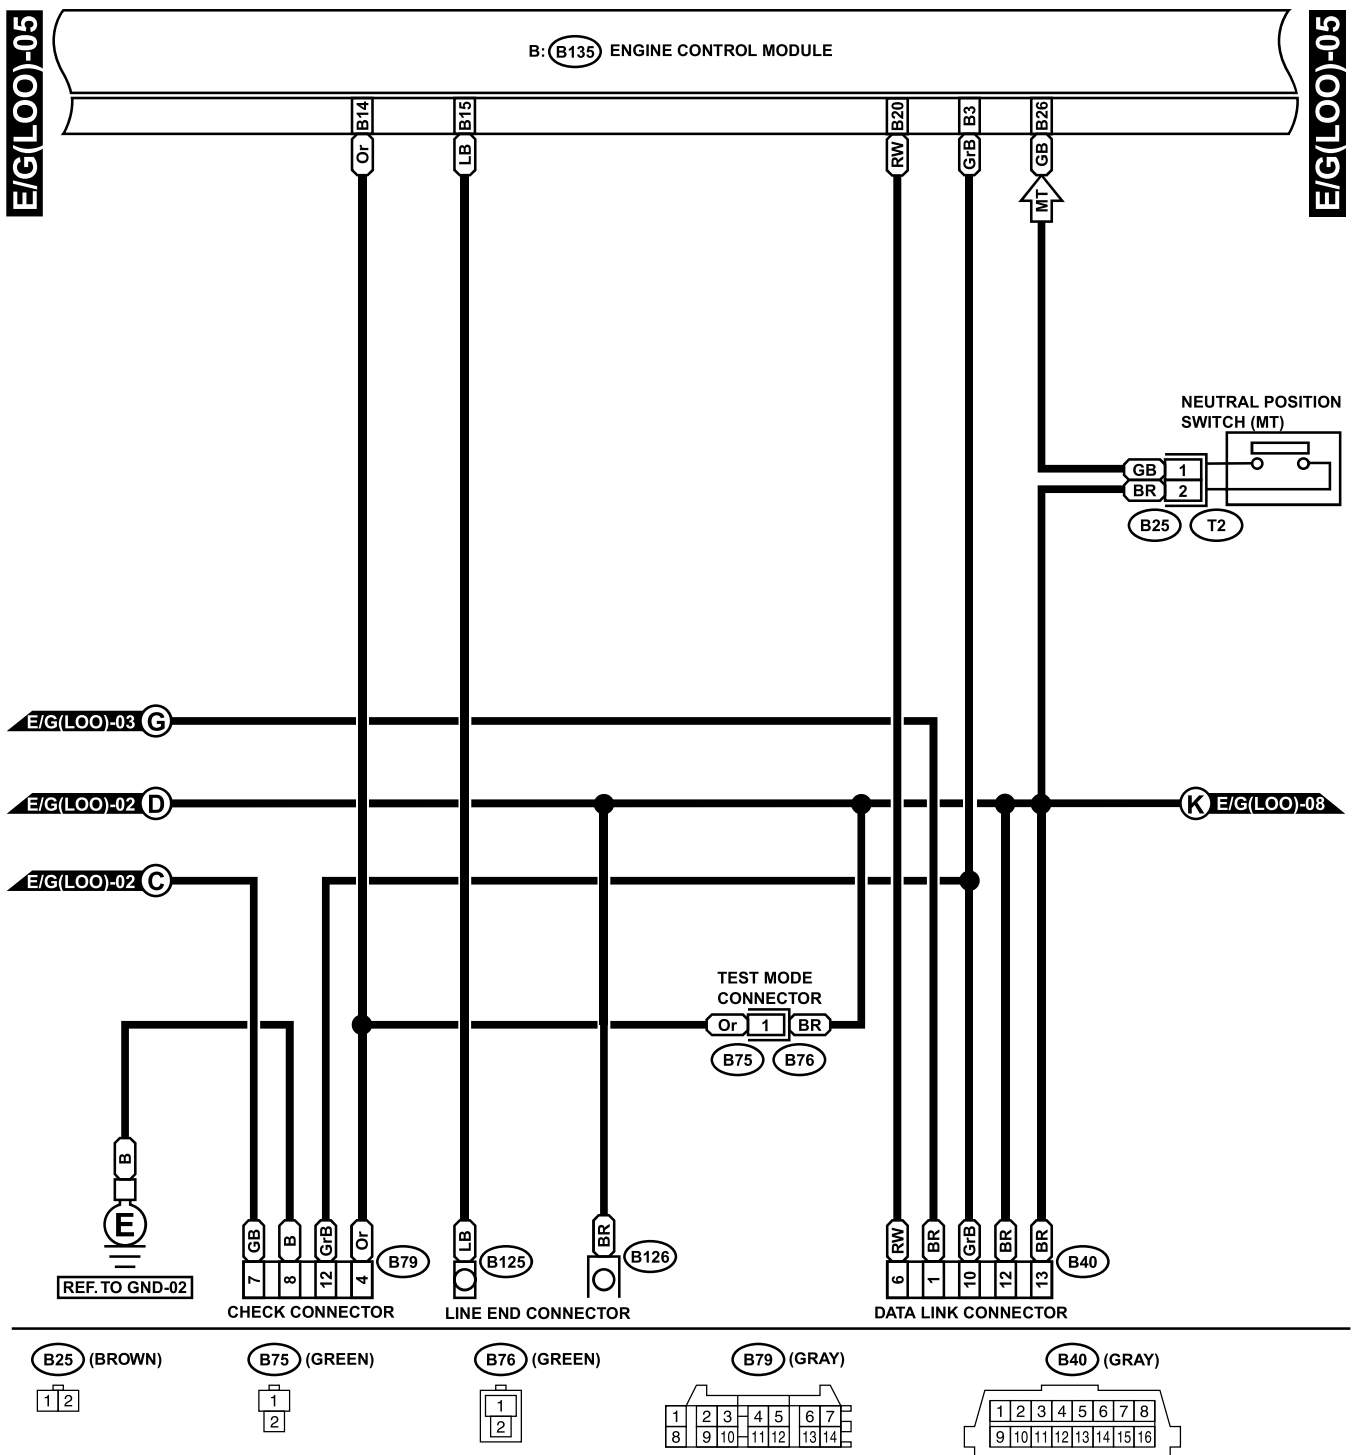 E/G(LOO)-05
B: B135 ENGINE CONTROL MODULE
E/G(LOO)-05
B14 B15 B20 B3 B26
Or LB RW GrB GB
MT
NEUTRAL POSITION
SWITCH (MT)
GB 1
BR 2
B25 T2
E/G(LOO)-03 G
E/G(LOO)-02 D
K E/G(LOO)-08
E/G(LOO)-02 C
TEST MODE
CONNECTOR
Or 1 BR
B75 B76
B
E
REF. TO GND-02
GB B GrB Or
7 8 12 4
B79
CHECK CONNECTOR
LB
B125
BR
B126
LINE END CONNECTOR
RW BR GrB BR BR
6 1 10 12 13
B40
DATA LINK CONNECTOR
B25 (BROWN)
1 2
B75 (GREEN)
1
2
B76 (GREEN)
1
2
B79 (GRAY)
1 2 3 4 5 6 7
8 9 10 11 12 13 14
B40 (GRAY)
1 2 3 4 5 6 7 8
9 10 11 12 13 14 15 16